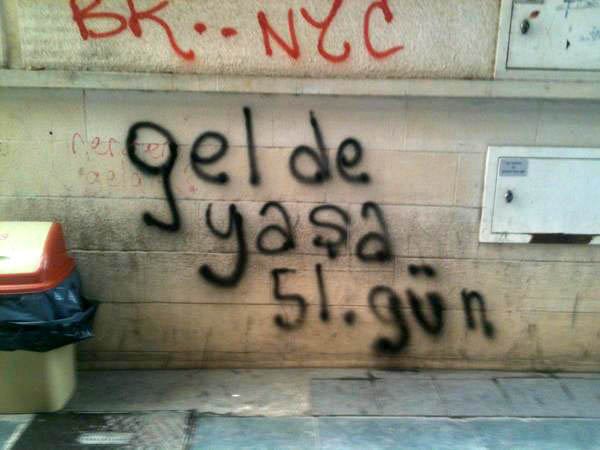 BK.. NYC
gel de
yaşa
51. gün